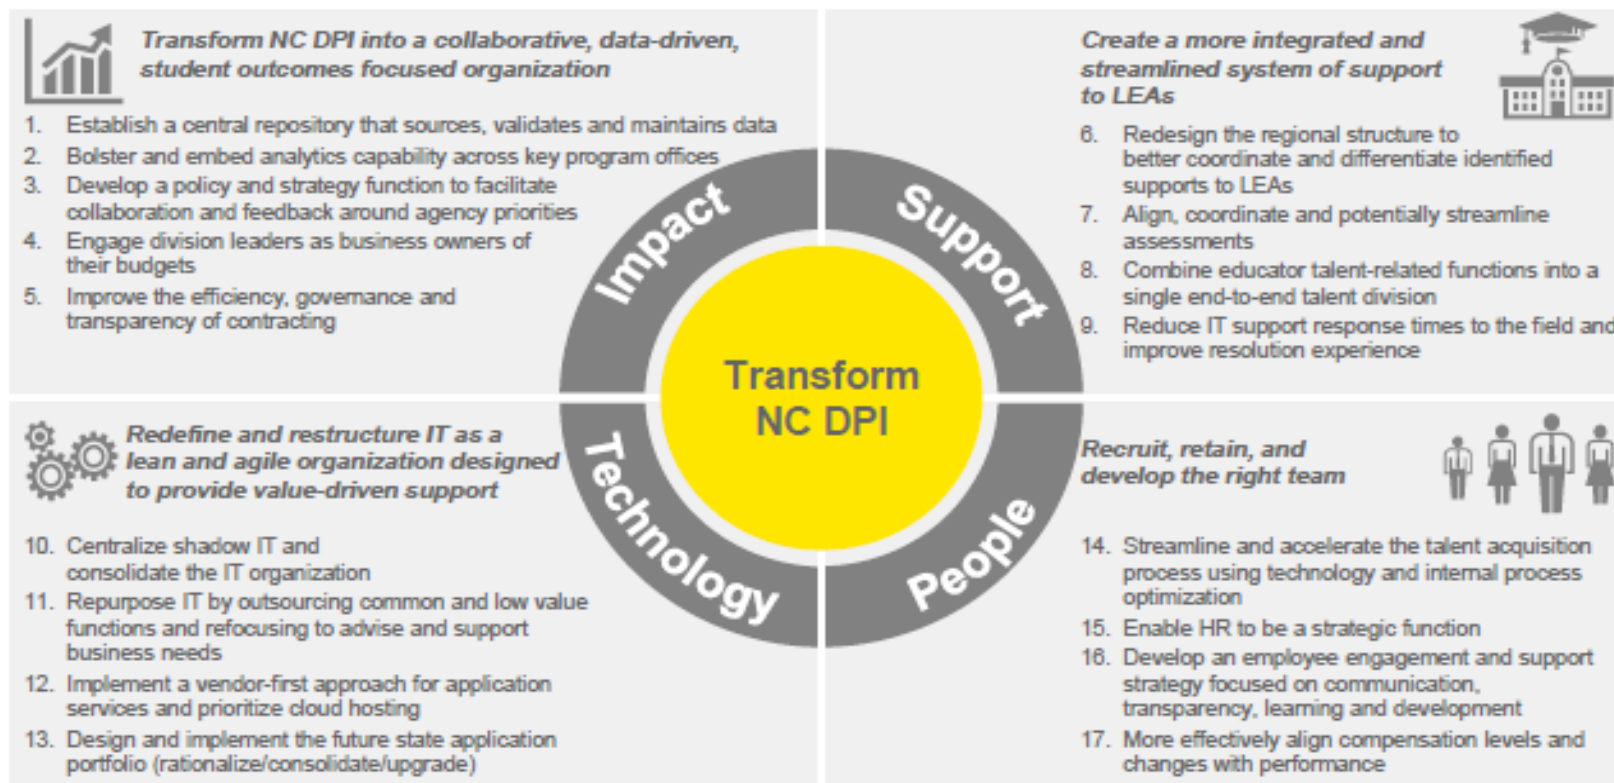 Transform NC DPI into a collaborative, data-driven,
student outcomes focused organization
1. Establish a central repository that sources, validates and maintains data
2. Bolster and embed analytics capability across key program offices
3. Develop a policy and strategy function to facilitate
collaboration and feedback around agency priorities
4. Engage division leaders as business owners of
their budgets
5. Improve the efficiency, governance and
transparency of contracting
Create a more integrated and
streamlined system of support
to LEAs
6. Redesign the regional structure to
better coordinate and differentiate identified
supports to LEAs
7. Align, coordinate and potentially streamline
assessments
8. Combine educator talent-related functions into a
single end-to-end talent division
9. Reduce IT support response times to the field and
improve resolution experience
Impact
Support
Transform
NC DPI
Technology
People
Redefine and restructure IT as a
lean and agile organization designed
to provide value-driven support
10. Centralize shadow IT and
consolidate the IT organization
11. Repurpose IT by outsourcing common and low value
functions and refocusing to advise and support
business needs
12. Implement a vendor-first approach for application
services and prioritize cloud hosting
13. Design and implement the future state application
portfolio (rationalize/consolidate/upgrade)
Recruit, retain, and
develop the right team
14. Streamline and accelerate the talent acquisition
process using technology and internal process
optimization
15. Enable HR to be a strategic function
16. Develop an employee engagement and support
strategy focused on communication,
transparency, learning and development
17. More effectively align compensation levels and
changes with performance